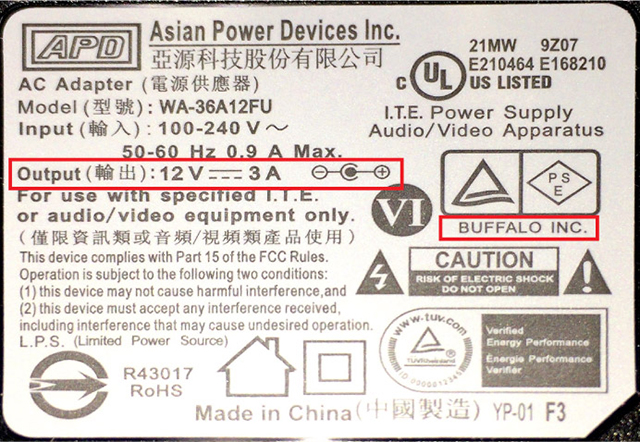 APD
Asian Power Devices Inc.
亞源科技股份有限公司
AC Adapter (電源供應器)
Model (型號): WA-36A12FU
Input (輸入): 100-240 V ~
50-60 Hz 0.9 A Max.
Output (輸出): 12 V ⎓ 3 A
For use with specified I.T.E.
or audio/video equipment only.
(僅限資訊類或音頻/視頻類產品使用)
This device complies with Part 15 of the FCC Rules.
Operation is subject to the following two conditions:
(1) this device may not cause harmful interference,and
(2) this device must accept any interference received,
including interference that may cause undesired operation.
L.P.S. (Limited Power Source)
R43017
RoHS
Made in China (中國製造) YP-01 F3
C UL
21MW 9Z07
E210464 E168210
US LISTED
I.T.E. Power Supply
Audio/Video Apparatus
VI
PS
E
BUFFALO INC.
CAUTION
RISK OF ELECTRIC SHOCK
DO NOT OPEN
www.tuv.com
TÜVRheinland
Verified
Energy Performance
Énergie Performance
Vérifier